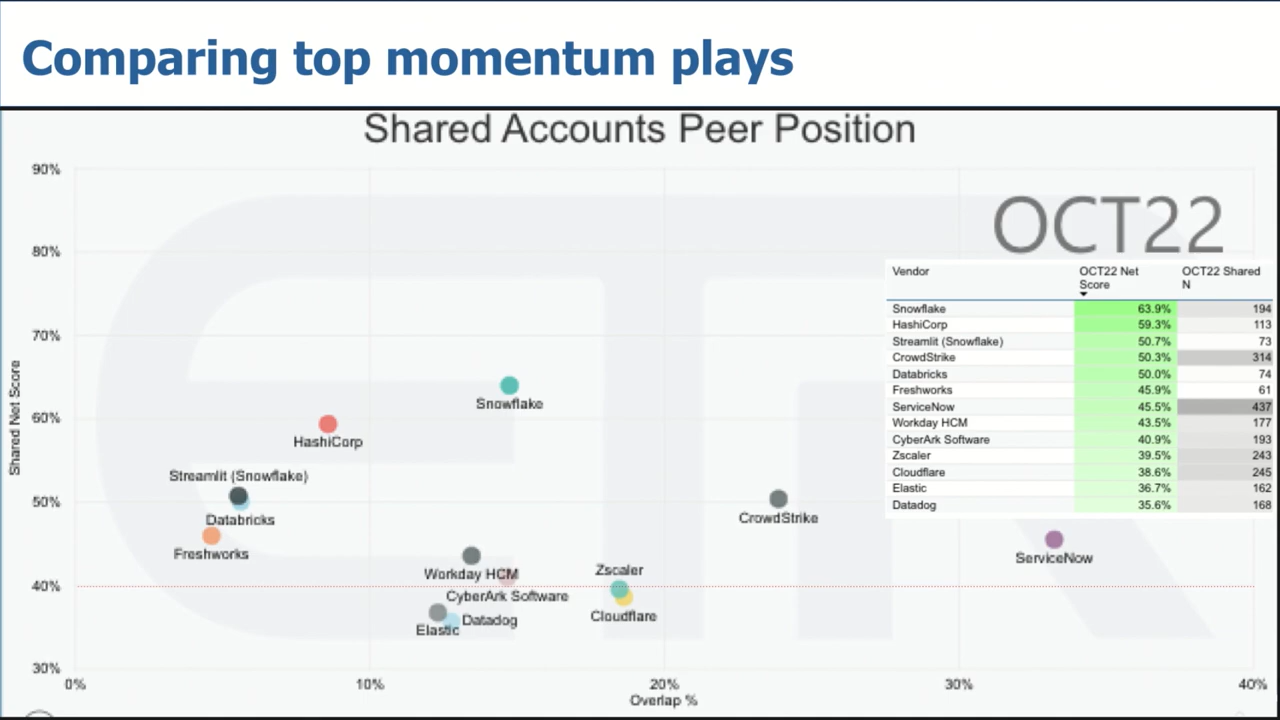 Comparing top momentum plays
Shared Accounts Peer Position
OCT22
Vendor OCT22 Net Score OCT22 Shared N
Snowflake 63.9% 194
HashiCorp 59.3% 113
Streamlit (Snowflake) 50.7% 73
CrowdStrike 50.3% 314
Databricks 50.0% 74
Freshworks 45.9% 61
ServiceNow 45.5% 437
Workday HCM 43.5% 177
CyberArk Software 40.9% 193
Zscaler 39.5% 243
Cloudflare 38.6% 245
Elastic 36.7% 162
Datadog 35.6% 168
Shared Net Score
90%
80%
70%
60%
50%
40%
30%
Snowflake
HashiCorp
Streamlit (Snowflake)
Databricks
CrowdStrike
Freshworks
ServiceNow
Workday HCM
Zscaler
CyberArk Software
Cloudflare
Datadog
Elastic
0% 10% 20% 30% 40%
Overlap %
ETR